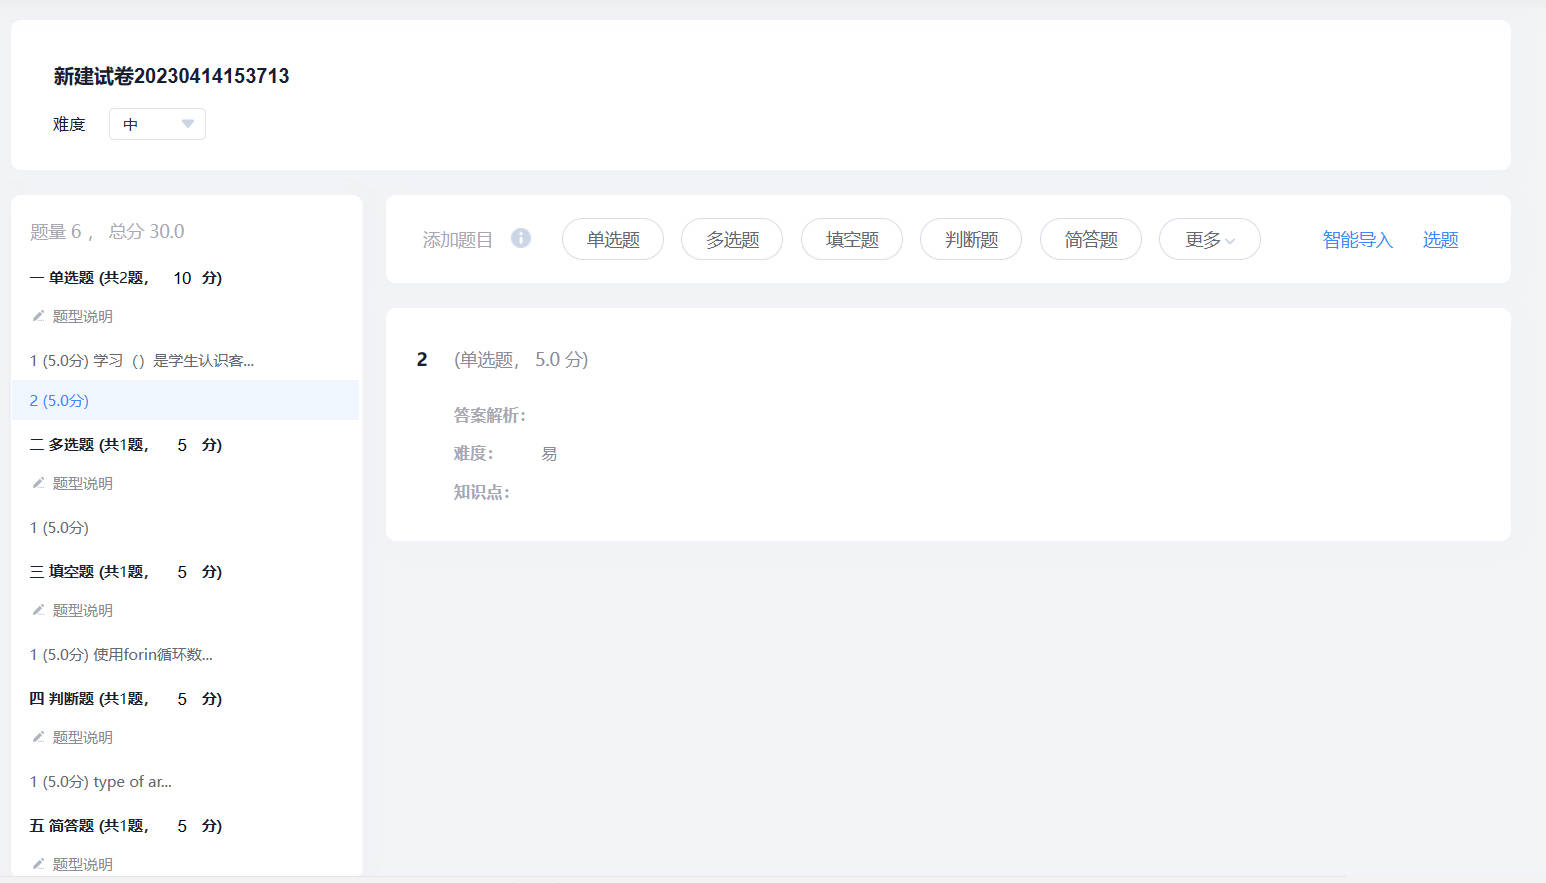 新建试卷20230414153713
难度 中
题量 6， 总分 30.0
一 单选题 (共2题， 10 分)
题型说明
1 (5.0分) 学习（）是学生认识客...
2 (5.0分)
二 多选题 (共1题， 5 分)
题型说明
1 (5.0分)
三 填空题 (共1题， 5 分)
题型说明
1 (5.0分) 使用forin循环数...
四 判断题 (共1题， 5 分)
题型说明
1 (5.0分) type of ar...
五 简答题 (共1题， 5 分)
题型说明
添加题目 单选题 多选题 填空题 判断题 简答题 更多 智能导入 选题
2 (单选题， 5.0 分)
答案解析：
难度： 易
知识点：